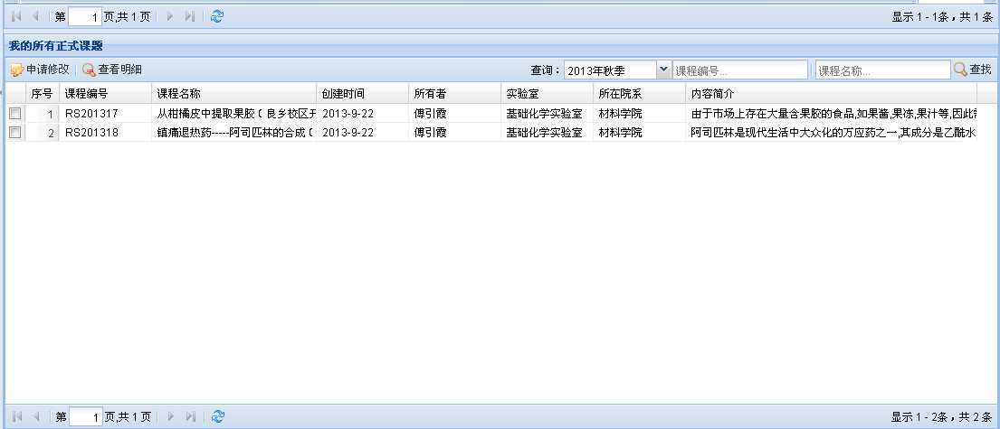 第 1 页,共 1 页 显示 1 - 1条，共 1 条
我的所有正式课题
申请修改 查看明细 查询： 2013年秋季 课程编号... 课程名称... 查找
序号 课程编号 课程名称 创建时间 所有者 实验室 所在院系 内容简介
1 RS201317 从柑橘皮中提取果胶（ 良乡校区 2013-9-22 傅引霞 基础化学实验室 材料学院 由于市场上存在大量含果胶的食品,如果酱,果冻,果汁等,因此
2 RS201318 镇痛退热药-----阿司匹林的合成（ 2013-9-22 傅引霞 基础化学实验室 材料学院 阿司匹林是现代生活中大众化的万应药之一,其成分是乙酰水
第 1 页,共 1 页 显示 1 - 2条，共 2 条